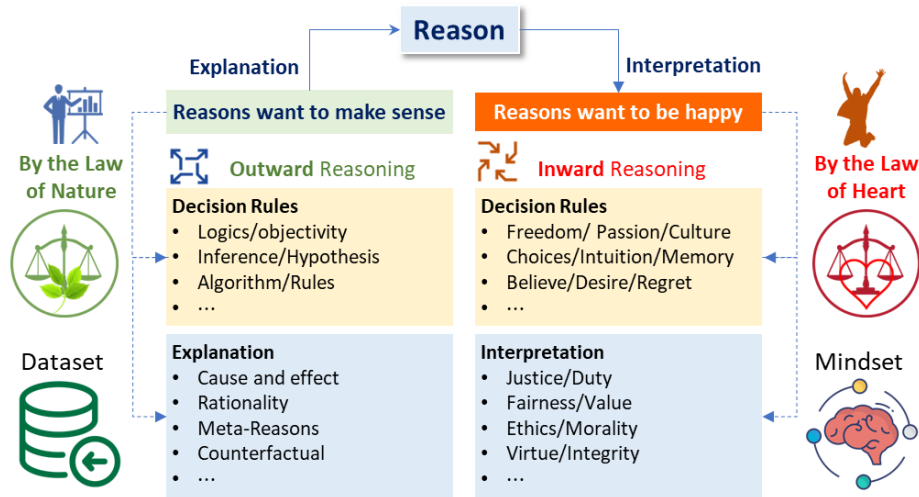 Reason
Explanation
Interpretation
Reasons want to make sense
Reasons want to be happy
By the Law
of Nature
Outward Reasoning
Inward Reasoning
By the Law
of Heart
Decision Rules
• Logics/objectivity
• Inference/Hypothesis
• Algorithm/Rules
• ...
Decision Rules
• Freedom/ Passion/Culture
• Choices/Intuition/Memory
• Believe/Desire/Regret
• ...
Dataset
Explanation
• Cause and effect
• Rationality
• Meta-Reasons
• Counterfactual
• ...
Interpretation
• Justice/Duty
• Fairness/Value
• Ethics/Morality
• Virtue/Integrity
• ...
Mindset